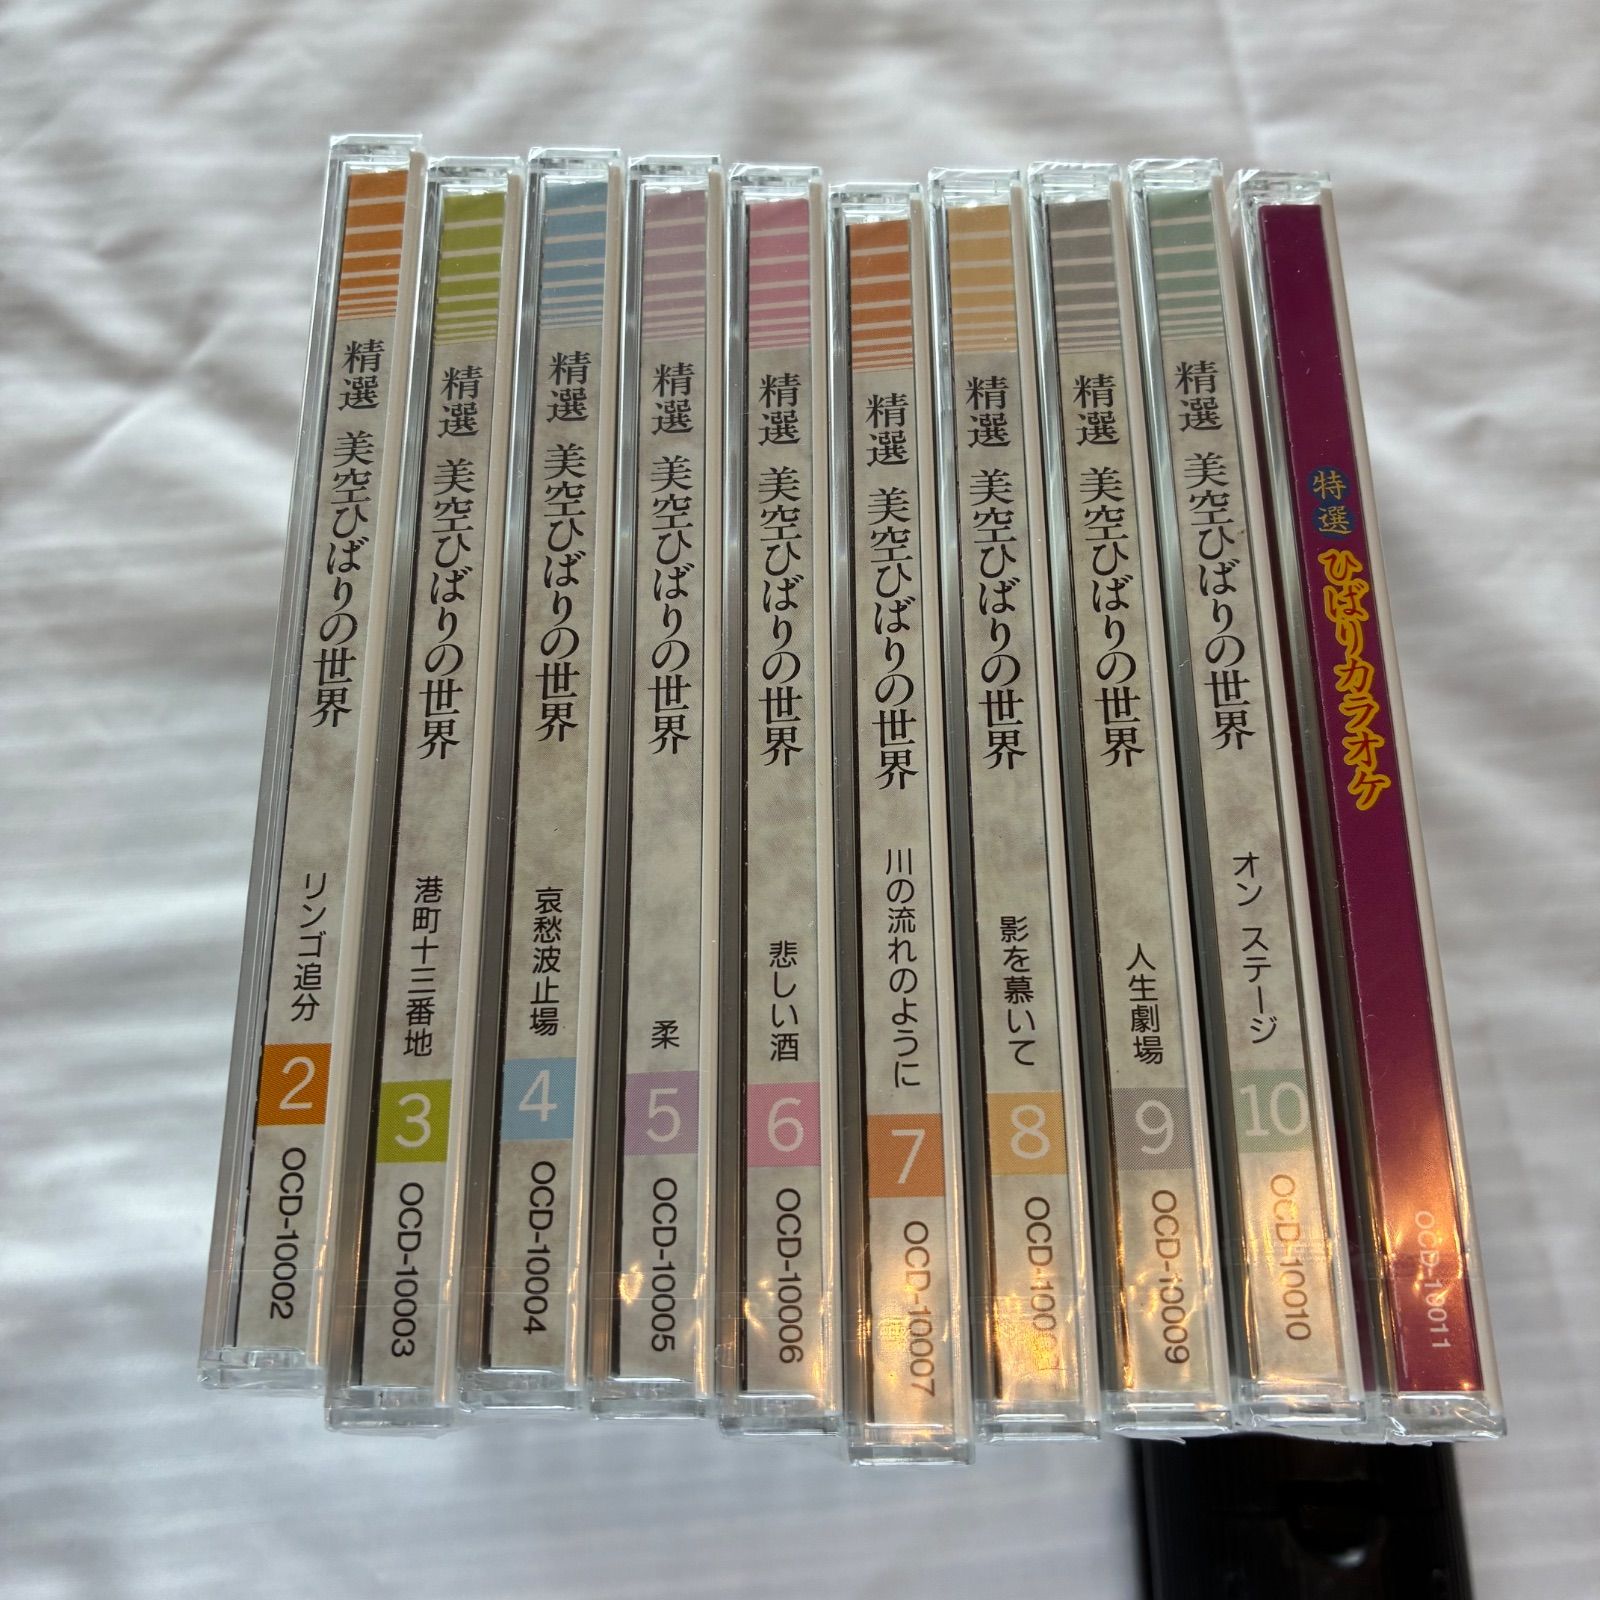 精選 美空ひばりの世界 リンゴ追分 2 OCD-10002
精選 美空ひばりの世界 港町十三番地 3 OCD-10003
精選 美空ひばりの世界 哀愁波止場 4 OCD-10004
精選 美空ひばりの世界 柔 5 OCD-10005
精選 美空ひばりの世界 悲しい酒 6 OCD-10006
精選 美空ひばりの世界 川の流れのように 7 OCD-10007
精選 美空ひばりの世界 影を慕いて 8
精選 美空ひばりの世界 人生劇場 9 OCD-10009
精選 美空ひばりの世界 オン ステージ 10 OCD-10010
特選 ひばりカラオケ OCD-10011